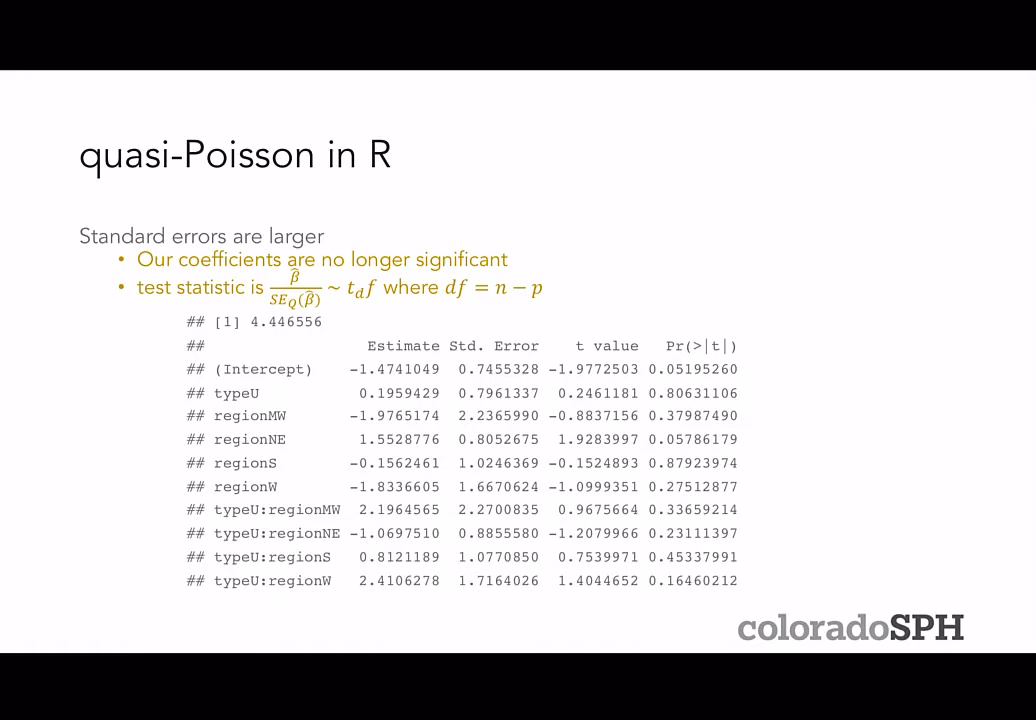 quasi-Poisson in R
Standard errors are larger
• Our coefficients are no longer significant
• test statistic is β̂/SE_Q(β̂) ~ t_d f where df = n − p
## [1] 4.446556
## Estimate Std. Error t value Pr(>|t|)
## (Intercept) -1.4741049 0.7455328 -1.9772503 0.05195260
## typeU 0.1959429 0.7961337 0.2461181 0.80631106
## regionMW -1.9765174 2.2365990 -0.8837156 0.37987490
## regionNE 1.5528776 0.8052675 1.9283997 0.05786179
## regionS -0.1562461 1.0246369 -0.1524893 0.87923974
## regionW -1.8336605 1.6670624 -1.0999351 0.27512877
## typeU:regionMW 2.1964565 2.2700835 0.9675664 0.33659214
## typeU:regionNE -1.0697510 0.8855580 -1.2079966 0.23111397
## typeU:regionS 0.8121189 1.0770850 0.7539971 0.45337991
## typeU:regionW 2.4106278 1.7164026 1.4044652 0.16460212
coloradoSPH